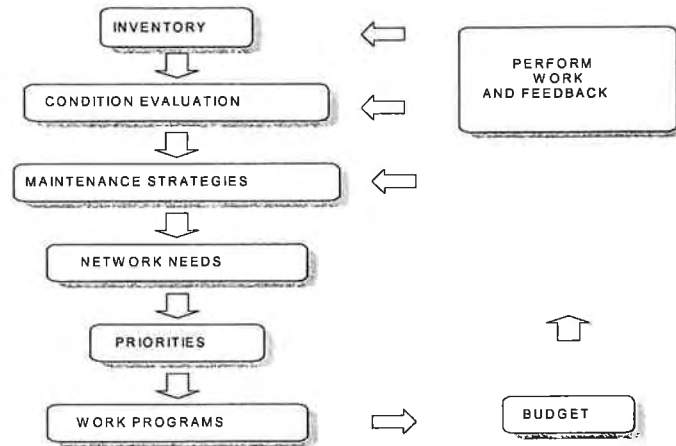 INVENTORY
PERFORM
WORK
AND FEEDBACK
CONDITION EVALUATION
MAINTENANCE STRATEGIES
NETWORK NEEDS
PRIORITIES
WORK PROGRAMS
BUDGET